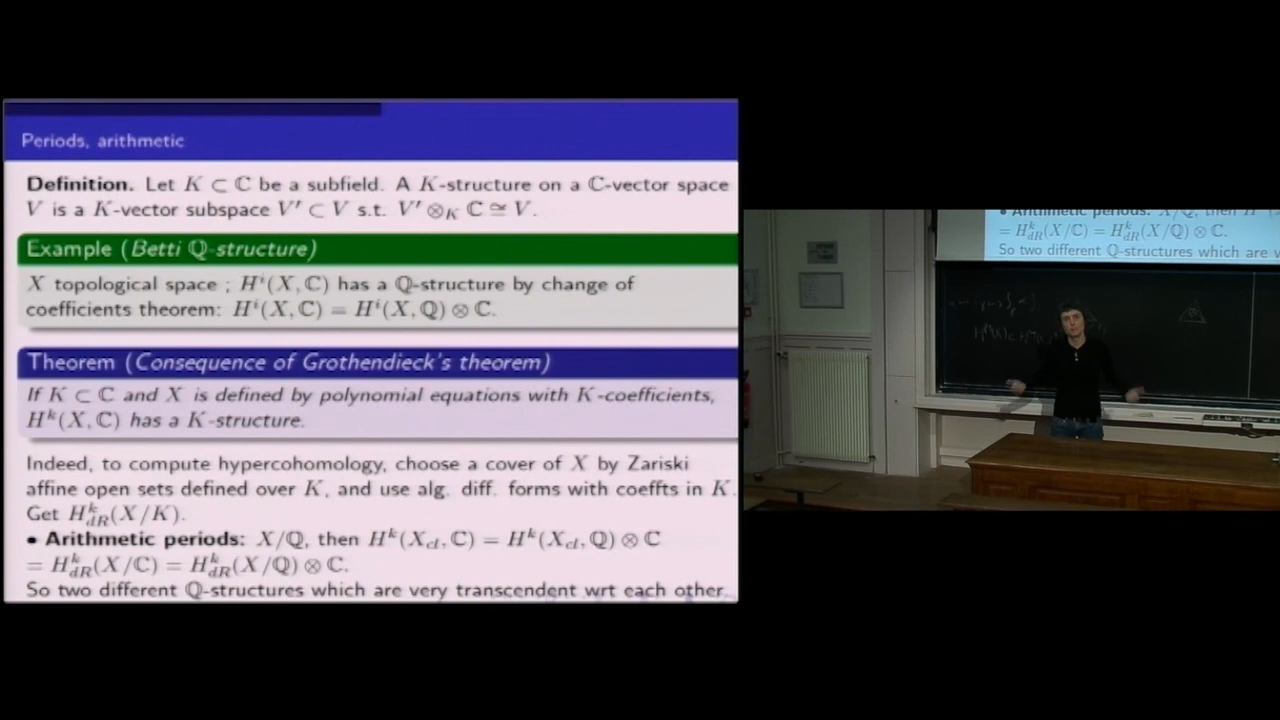 Periods, arithmetic
Definition. Let K ⊂ ℂ be a subfield. A K-structure on a ℂ-vector space
V is a K-vector subspace V′ ⊂ V s.t. V′ ⊗_K ℂ ≅ V.
Example (Betti ℚ-structure)
X topological space ; H^i(X, ℂ) has a ℚ-structure by change of
coefficients theorem: H^i(X, ℂ) = H^i(X, ℚ) ⊗ ℂ.
Theorem (Consequence of Grothendieck's theorem)
If K ⊂ ℂ and X is defined by polynomial equations with K-coefficients,
H^k(X, ℂ) has a K-structure.
Indeed, to compute hypercohomology, choose a cover of X by Zariski
affine open sets defined over K, and use alg. diff. forms with coeffts in K.
Get H^k_{dR}(X/K).
• Arithmetic periods: X/ℚ, then H^k(X_{cl}, ℂ) = H^k(X_{cl}, ℚ) ⊗ ℂ
= H^k_{dR}(X/ℂ) = H^k_{dR}(X/ℚ) ⊗ ℂ.
So two different ℚ-structures which are very transcendent wrt each other
• Arithmetic periods: X/ℚ, then
= H^k_{dR}(X/ℂ) = H^k_{dR}(X/ℚ) ⊗ ℂ.
So two different ℚ-structures which are v